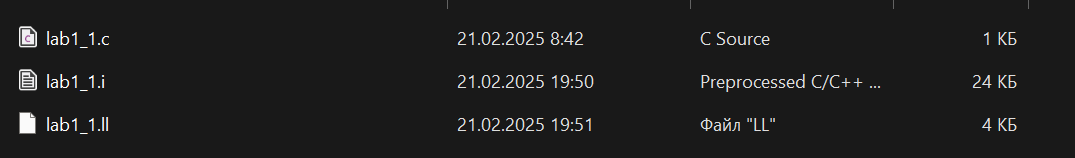 lab1_1.c 21.02.2025 8:42 C Source 1 КБ
lab1_1.i 21.02.2025 19:50 Preprocessed C/C++ ... 24 КБ
lab1_1.ll 21.02.2025 19:51 Файл "LL" 4 КБ